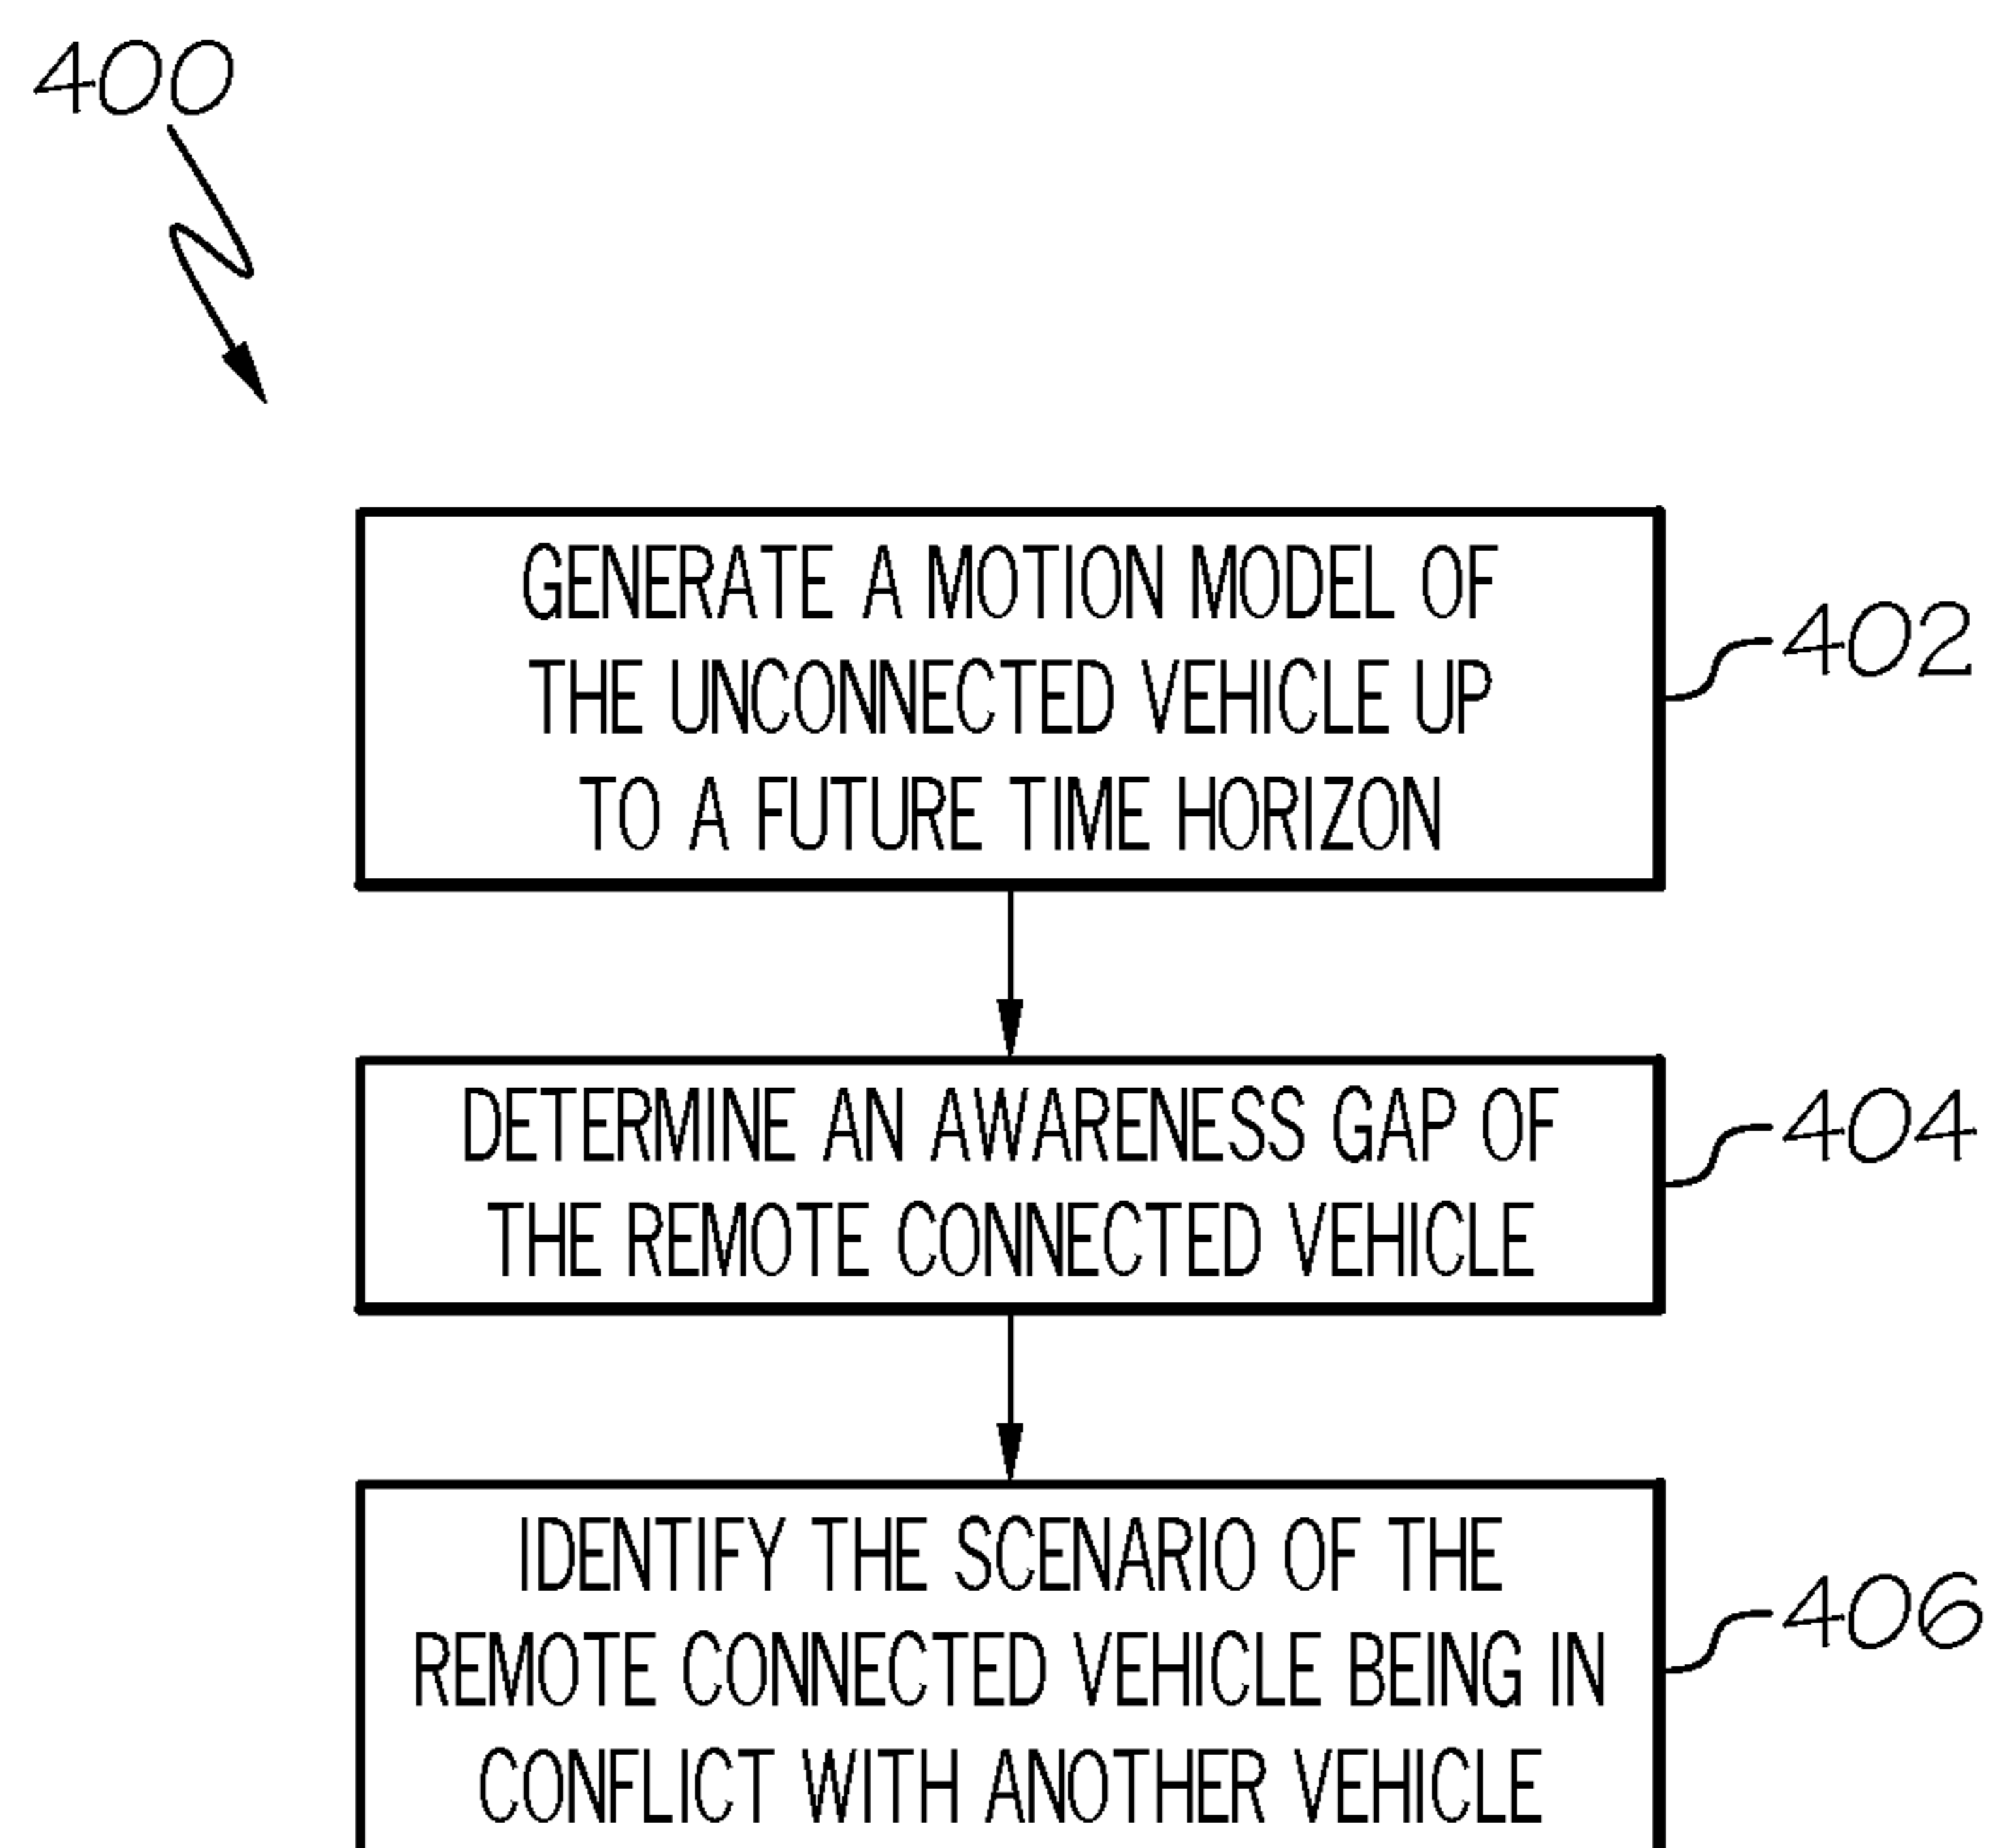 400
GENERATE A MOTION MODEL OF
THE UNCONNECTED VEHICLE UP
TO A FUTURE TIME HORIZON
402
DETERMINE AN AWARENESS GAP OF
THE REMOTE CONNECTED VEHICLE
404
IDENTIFY THE SCENARIO OF THE
REMOTE CONNECTED VEHICLE BEING IN
CONFLICT WITH ANOTHER VEHICLE
406